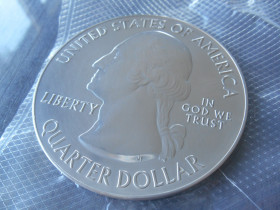 UNITED STATES OF AMERICA
LIBERTY
IN
GOD WE
TRUST
QUARTER DOLLAR